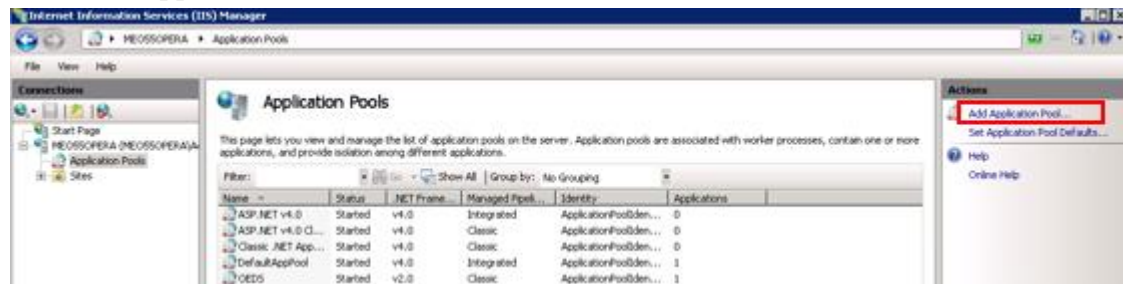 Internet Information Services (IIS) Manager
MEOSSOPERA Application Pools
File View Help
Connections
Start Page
MEOSSOPERA (MEOSSOPERA\A
Application Pools
Sites
Application Pools
This page lets you view and manage the list of application pools on the server. Application pools are associated with worker processes, contain one or more
applications, and provide isolation among different applications.
Filter: Go Show All Group by: No Grouping
Name Status .NET Frame... Managed Pipeli... Identity Applications
ASP.NET v4.0 Started v4.0 Integrated ApplicationPoolIden... 0
ASP.NET v4.0 Cl... Started v4.0 Classic ApplicationPoolIden... 0
Classic .NET App... Started v4.0 Classic ApplicationPoolIden... 0
DefaultAppPool Started v4.0 Integrated ApplicationPoolIden... 1
OEDS Started v2.0 Classic ApplicationPoolIden... 1
Actions
Add Application Pool...
Set Application Pool Defaults...
Help
Online Help